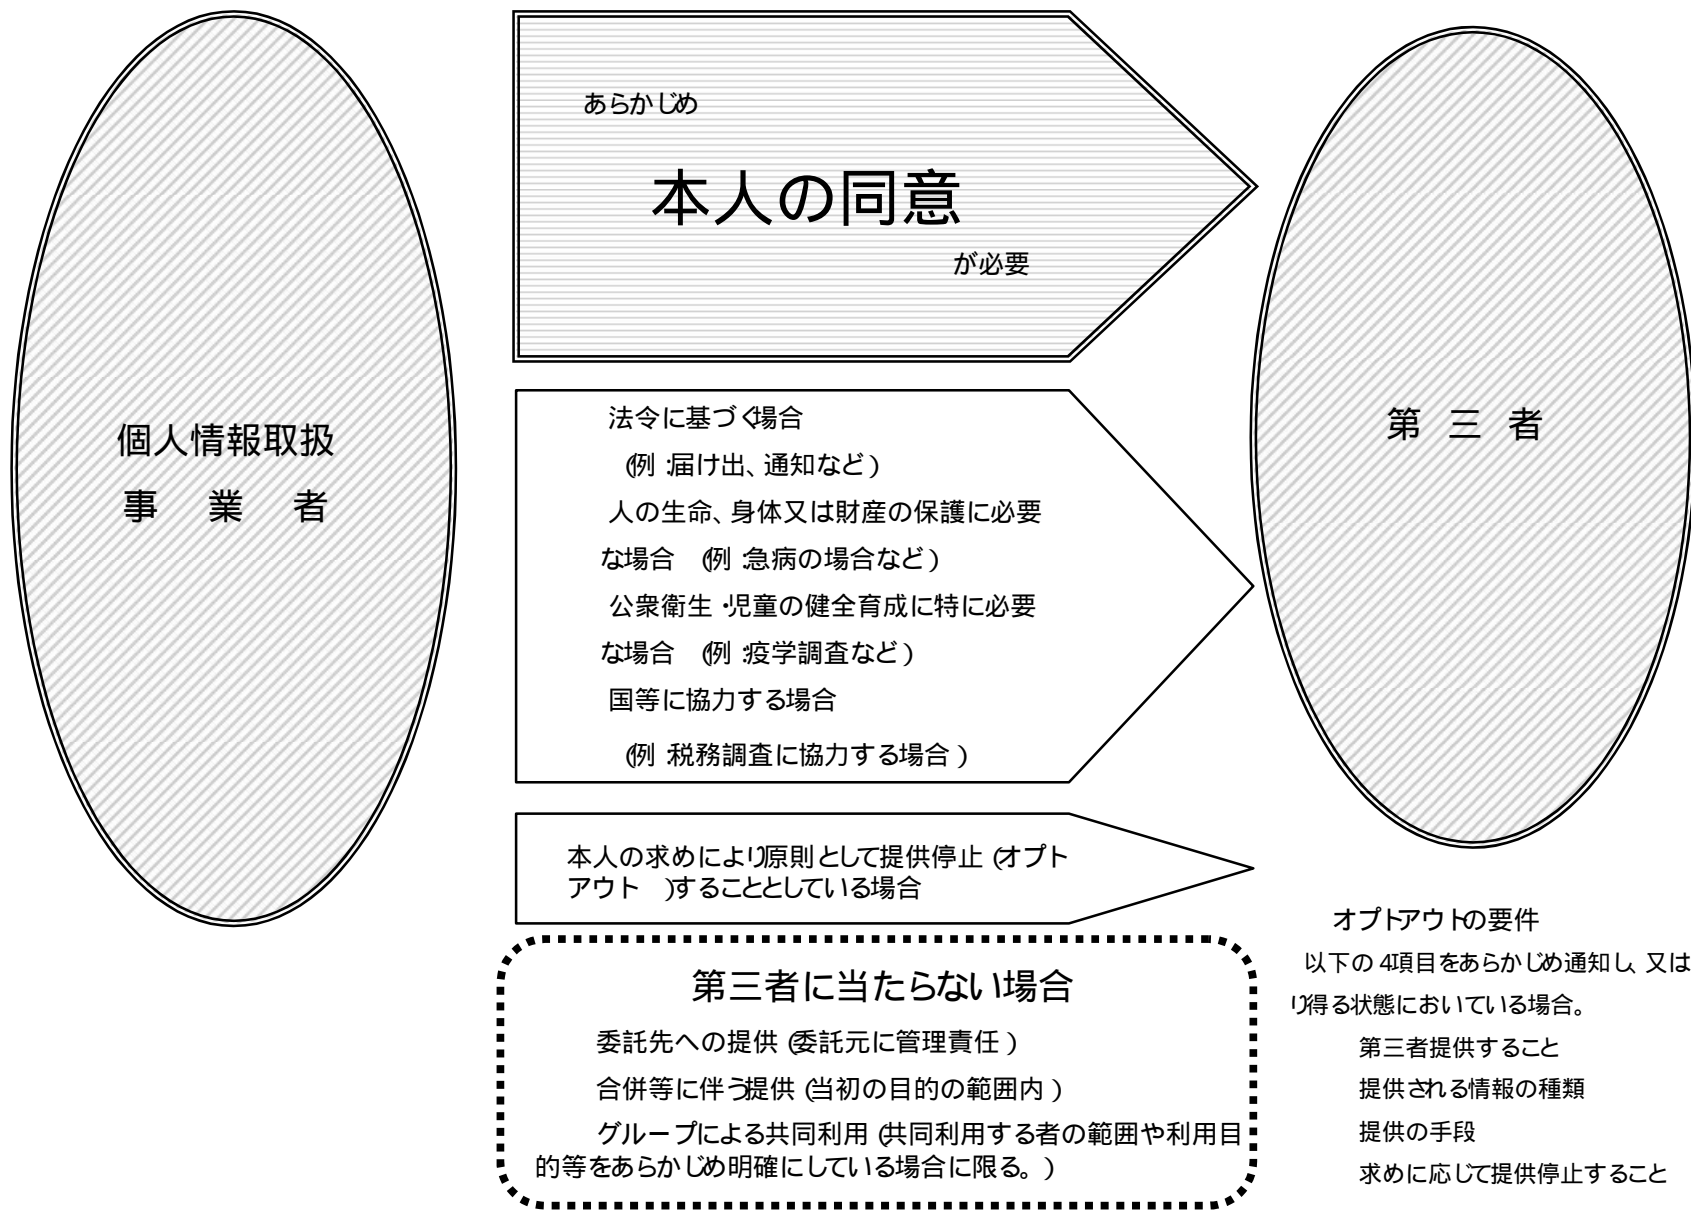 個人情報取扱
事 業 者
あらかじめ
本人の同意
が必要
法令に基づく場合
(例:届け出、通知など)
人の生命、身体又は財産の保護に必要
な場合 (例:急病の場合など)
公衆衛生・児童の健全育成に特に必要
な場合 (例:疫学調査など)
国等に協力する場合
(例:税務調査に協力する場合)
本人の求めにより原則として提供停止(オプト
アウト )することとしている場合
第三者に当たらない場合
委託先への提供(委託元に管理責任)
合併等に伴う提供(当初の目的の範囲内)
グループによる共同利用(共同利用する者の範囲や利用目
的等をあらかじめ明確にしている場合に限る。)
第 三 者
オプトアウトの要件
以下の4項目をあらかじめ通知し、又は
り得る状態においている場合。
第三者提供すること
提供される情報の種類
提供の手段
求めに応じて提供停止すること